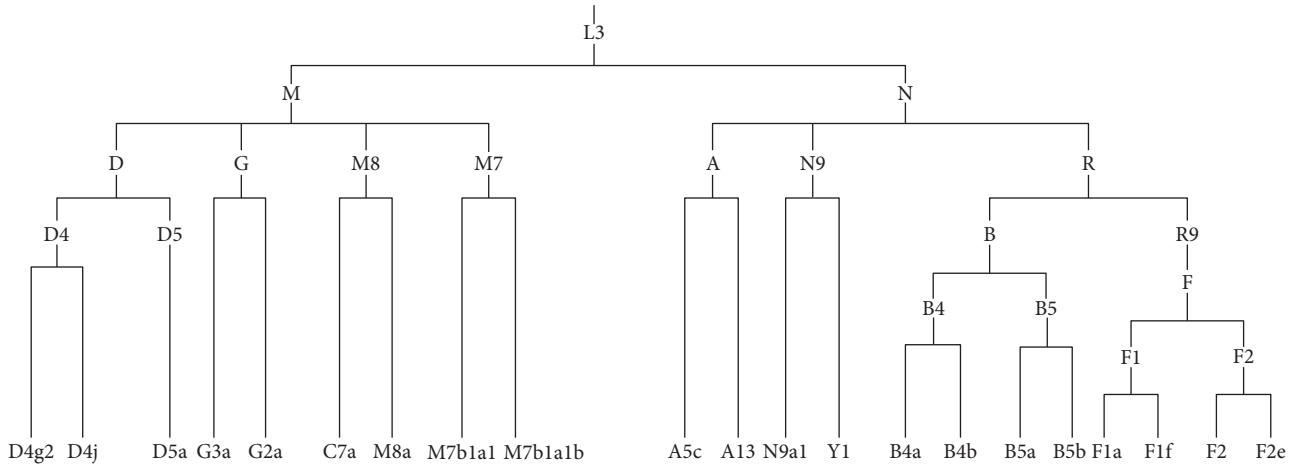 L3
M N
D G M8 M7 A N9 R
D4 D5 B R9
F
B4 B5
F1 F2
D4g2 D4j D5a G3a G2a C7a M8a M7b1a1 M7b1a1b A5c A13 N9a1 Y1 B4a B4b B5a B5b F1a F1f F2 F2e